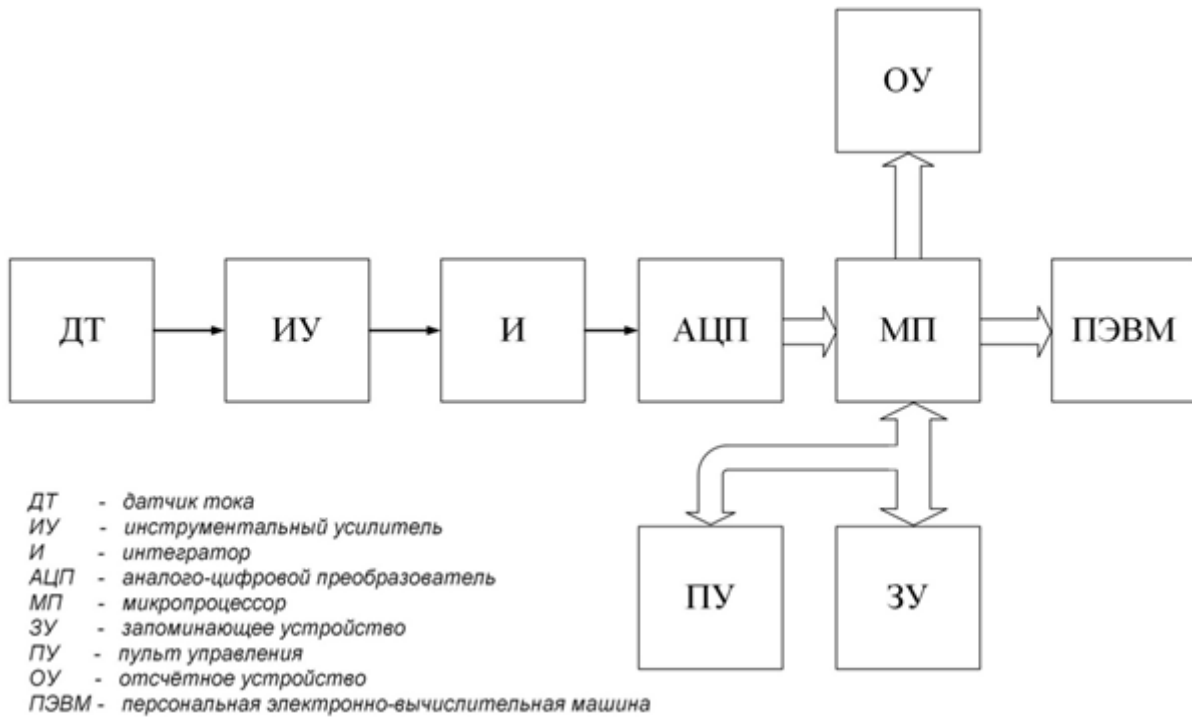 ОУ
ДТ
ИУ
И
АЦП
МП
ПЭВМ
ПУ
ЗУ
ДТ - датчик тока
ИУ - инструментальный усилитель
И - интегратор
АЦП - аналого-цифровой преобразователь
МП - микропроцессор
ЗУ - запоминающее устройство
ПУ - пульт управления
ОУ - отсчётное устройство
ПЭВМ - персональная электронно-вычислительная машина